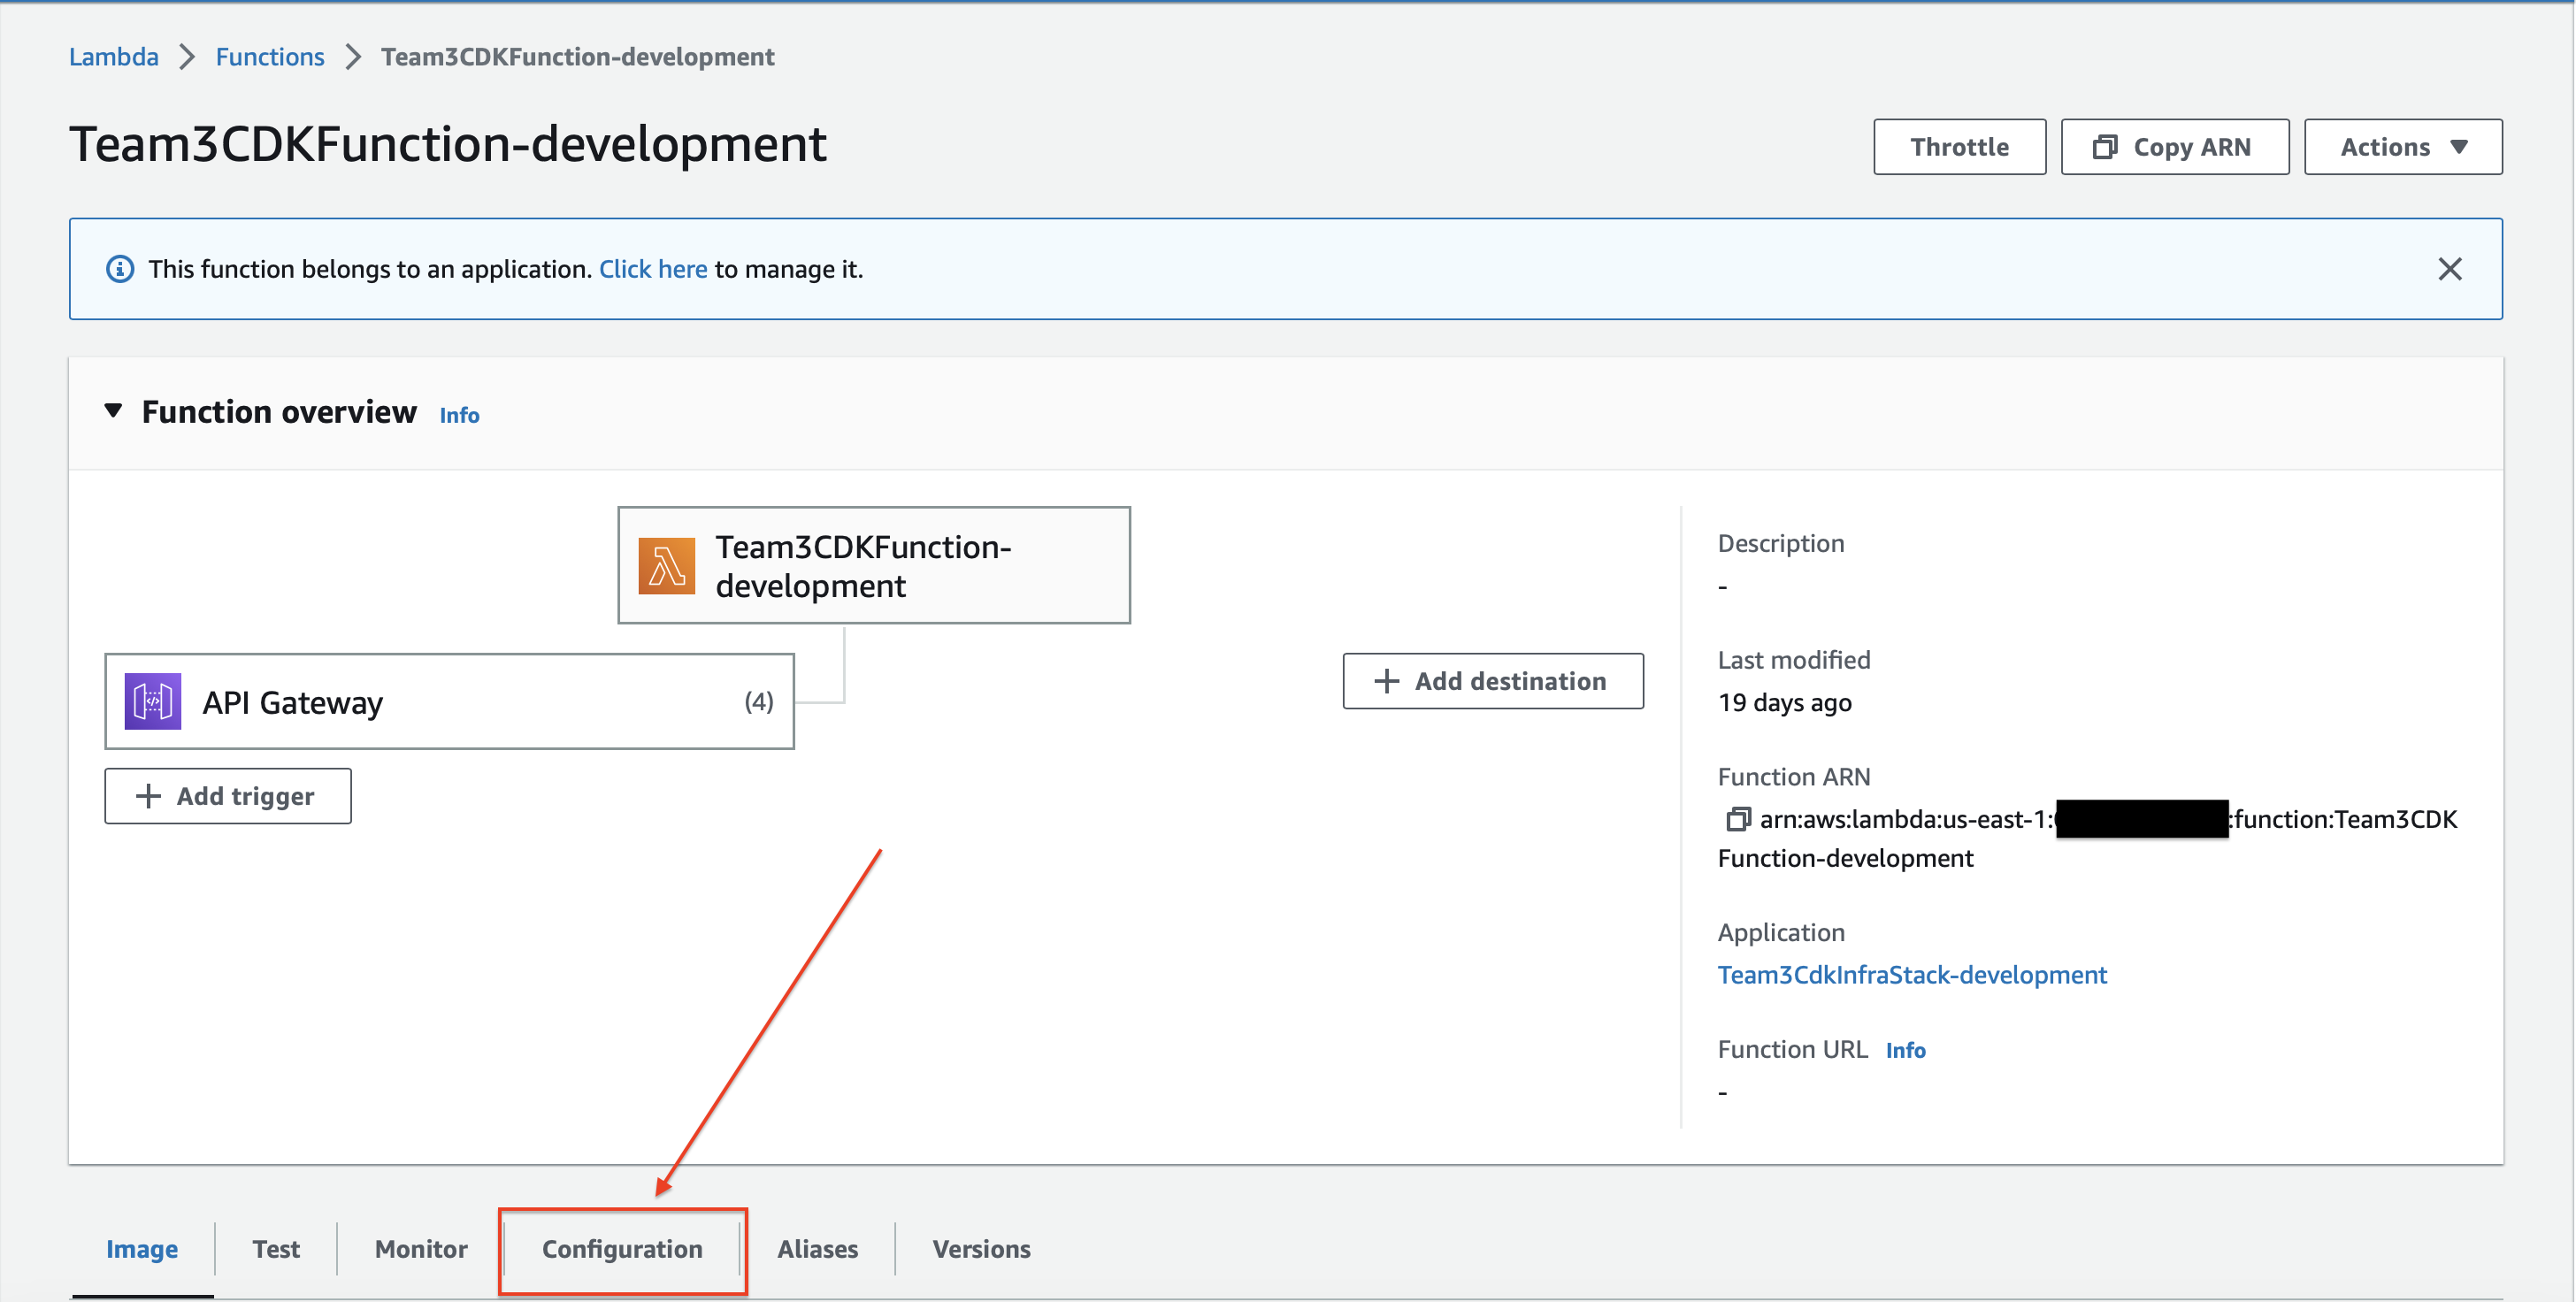 Lambda > Functions > Team3CDKFunction-development
Team3CDKFunction-development
Throttle
Copy ARN
Actions
This function belongs to an application. Click here to manage it.
Function overview Info
Team3CDKFunction-
development
API Gateway (4)
Add trigger
Add destination
Description
-
Last modified
19 days ago
Function ARN
arn:aws:lambda:us-east-1: :function:Team3CDK
Function-development
Application
Team3CdkInfraStack-development
Function URL Info
-
Image
Test
Monitor
Configuration
Aliases
Versions